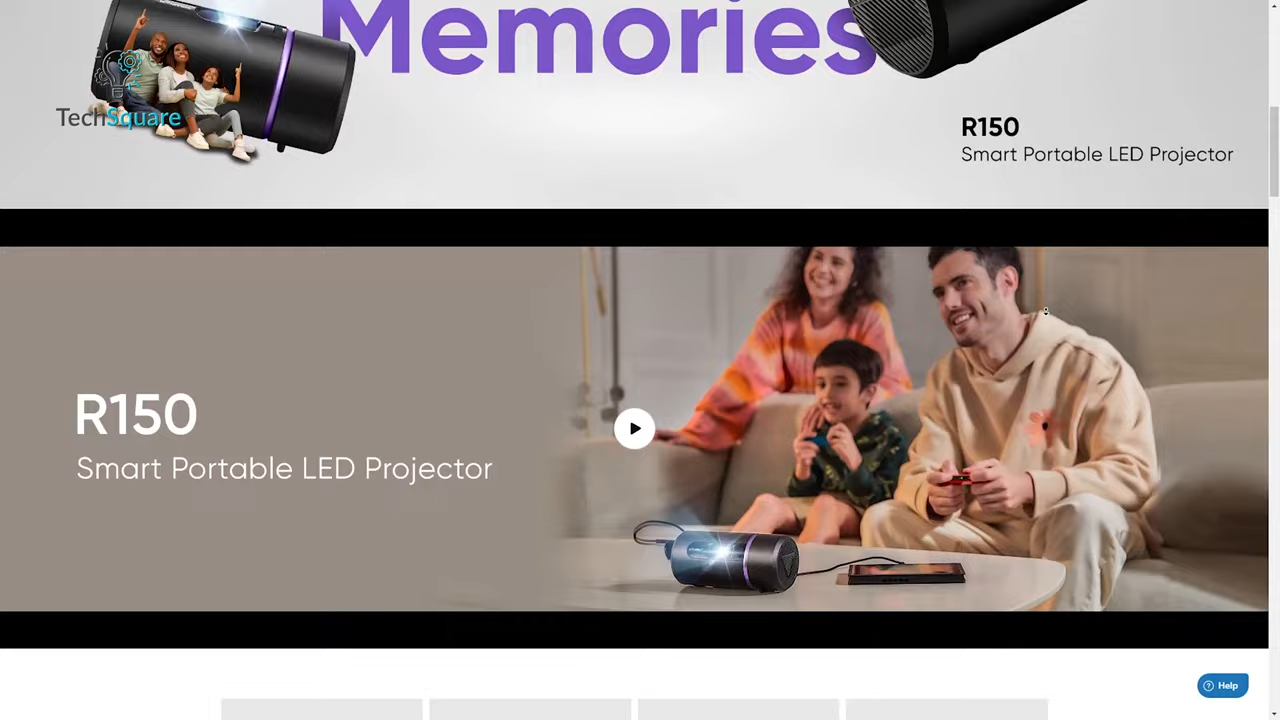 Memories
TechSquare
R150
Smart Portable LED Projector
R150
Smart Portable LED Projector
Help